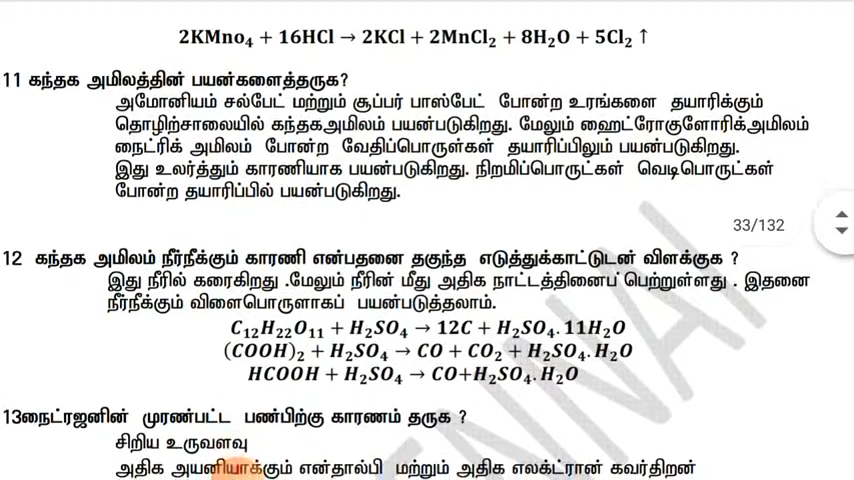 2KMno₄ + 16HCl → 2KCl + 2MnCl₂ + 8H₂O + 5Cl₂ ↑
11 கந்தக அமிலத்தின் பயன்களைத்தருக?
அமோனியம் சல்பேட் மற்றும் சூப்பர் பாஸ்பேட் போன்ற உரங்களை தயாரிக்கும்
தொழிற்சாலையில் கந்தகஅமிலம் பயன்படுகிறது. மேலும் ஹைட்ரோகுளோரிக்அமிலம்
நைட்ரிக் அமிலம் போன்ற வேதிப்பொருள்கள் தயாரிப்பிலும் பயன்படுகிறது.
இது உலர்த்தும் காரணியாக பயன்படுகிறது. நிறமிப்பொருட்கள் வெடிபொருட்கள்
போன்ற தயாரிப்பில் பயன்படுகிறது.
33/132
12 கந்தக அமிலம் நீர்நீக்கும் காரணி என்பதனை தகுந்த எடுத்துக்காட்டுடன் விளக்குக ?
இது நீரில் கரைகிறது .மேலும் நீரின் மீது அதிக நாட்டத்தினைப் பெற்றுள்ளது . இதனை
நீர்நீக்கும் விளைபொருளாகப் பயன்படுத்தலாம்.
C₁₂H₂₂O₁₁ + H₂SO₄ → 12C + H₂SO₄. 11H₂O
(COOH)₂ + H₂SO₄ → CO + CO₂ + H₂SO₄. H₂O
HCOOH + H₂SO₄ → CO+H₂SO₄. H₂O
13நைட்ரஜனின் முரண்பட்ட பண்பிற்கு காரணம் தருக ?
சிறிய உருவளவு
அதிக அயனியாக்கும் என்தால்பி மற்றும் அதிக எலக்ட்ரான் கவர்திறன்
ENNAI